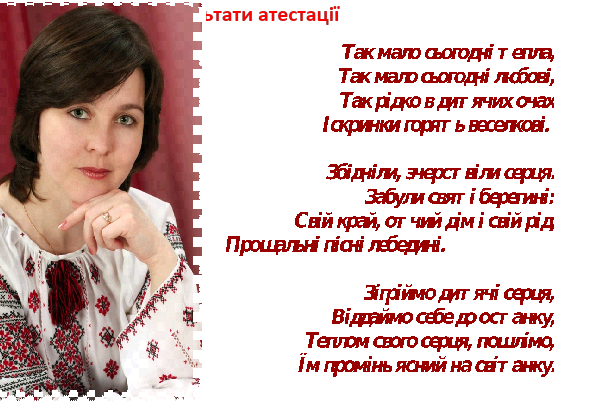 ьтати атестації
Так мало сьогодні тепла,
Так мало сьогодні любові,
Так рідко в дитячих очах
Іскринки горять веселкові.
Збідніли, зчерствіли серця.
Забули святі берегині:
Свій край, отчий дім і свій рід,
Прощальні пісні лебедині.
Зігріймо дитячі серця,
Віддаймо себе до останку,
Теплом свого серця, пошлімо,
Їм промінь ясний на світанку.